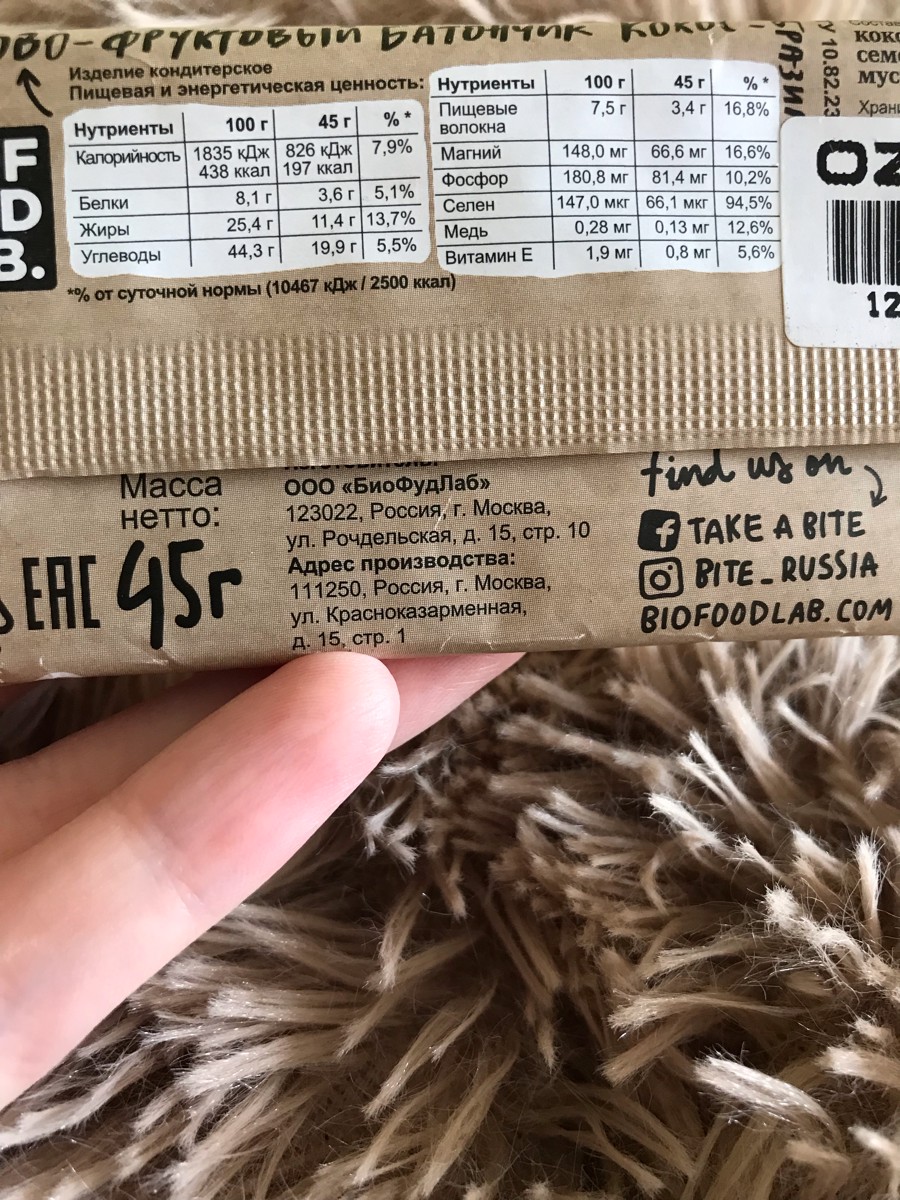 ФРУКТОВЫЙ БАТОНЧИК КОКОС -
Изделие кондитерское
Пищевая и энергетическая ценность:
Нутриенты 100 г 45 г % *
Калорийность 1835 кДж 826 кДж 7,9%
438 ккал 197 ккал
Белки 8,1 г 3,6 г 5,1%
Жиры 25,4 г 11,4 г 13,7%
Углеводы 44,3 г 19,9 г 5,5%
*% от суточной нормы (10467 кДж / 2500 ккал)
Нутриенты 100 г 45 г % *
Пищевые волокна 7,5 г 3,4 г 16,8%
Магний 148,0 мг 66,6 мг 16,6%
Фосфор 180,8 мг 81,4 мг 10,2%
Селен 147,0 мкг 66,1 мкг 94,5%
Медь 0,28 мг 0,13 мг 12,6%
Витамин Е 1,9 мг 0,8 мг 5,6%
У 10.82.23
OZ
12
F
D
B.
Масса
нетто:
45г
EAC
ООО «БиоФудЛаб»
123022, Россия, г. Москва,
ул. Рочдельская, д. 15, стр. 10
Адрес производства:
111250, Россия, г. Москва,
ул. Красноказарменная,
д. 15, стр. 1
find us on
TAKE A BITE
BITE_RUSSIA
BIOFOODLAB.COM